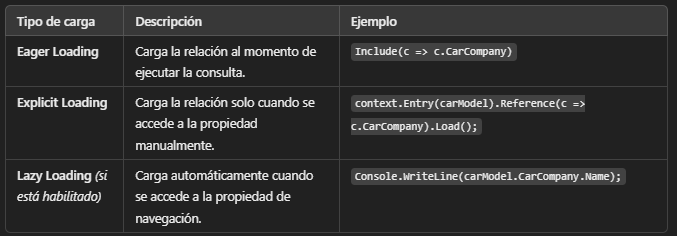 Tipo de carga Descripción Ejemplo
Eager Loading Carga la relación al momento de Include(c => c.CarCompany)
ejecutar la consulta.
Explicit Loading Carga la relación solo cuando se context.Entry(carModel).Reference(c =>
accede a la propiedad c.CarCompany).Load();
manualmente.
Lazy Loading (si Carga automáticamente cuando Console.WriteLine(carModel.CarCompany.Name);
está habilitado) se accede a la propiedad de
navegación.